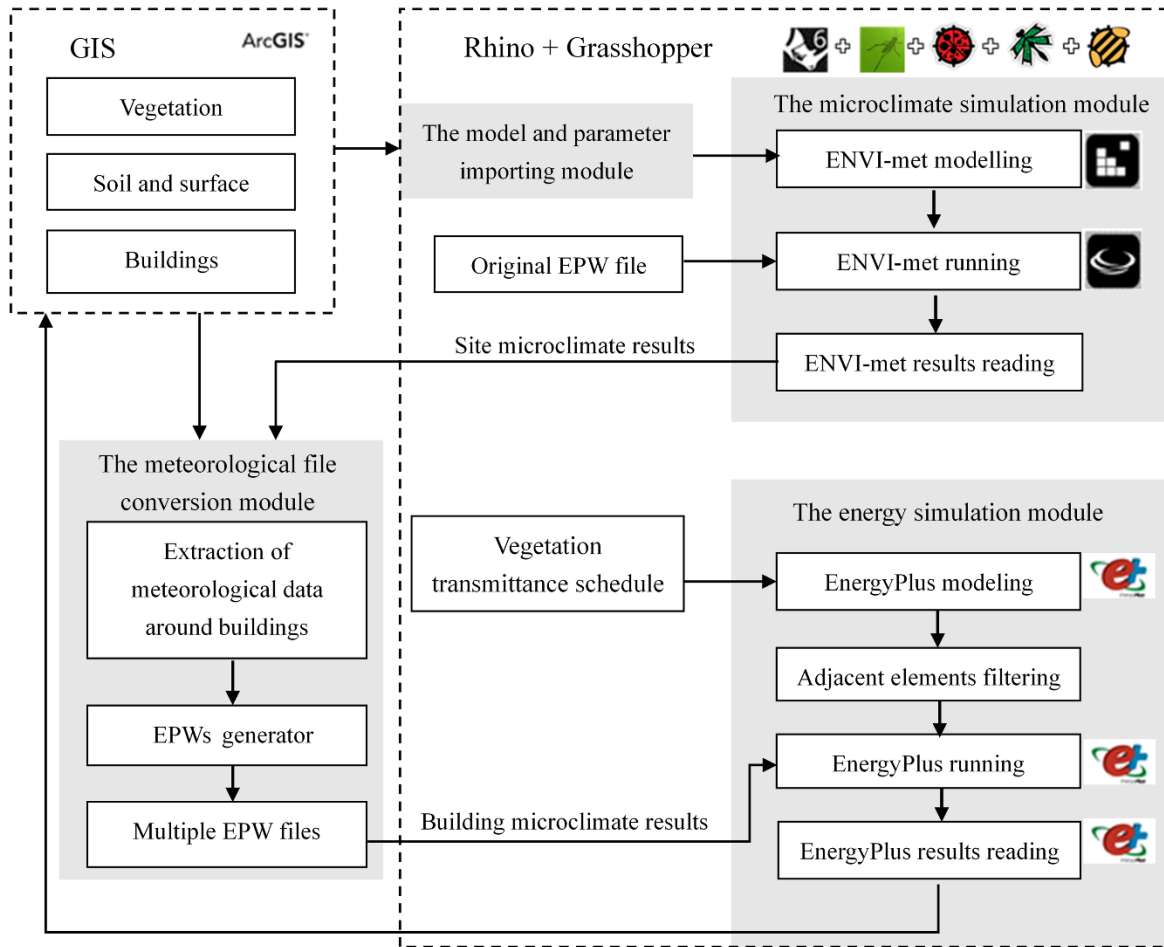 GIS
ArcGIS
Vegetation
Soil and surface
Buildings
Rhino + Grasshopper
6
+ + + +
The model and parameter
importing module
The microclimate simulation module
ENVI-met modelling
Original EPW file
ENVI-met running
Site microclimate results
ENVI-met results reading
The meteorological file
conversion module
Extraction of
meteorological data
around buildings
EPWs generator
Multiple EPW files
Vegetation
transmittance schedule
The energy simulation module
EnergyPlus modeling
Adjacent elements filtering
EnergyPlus running
Building microclimate results
EnergyPlus results reading